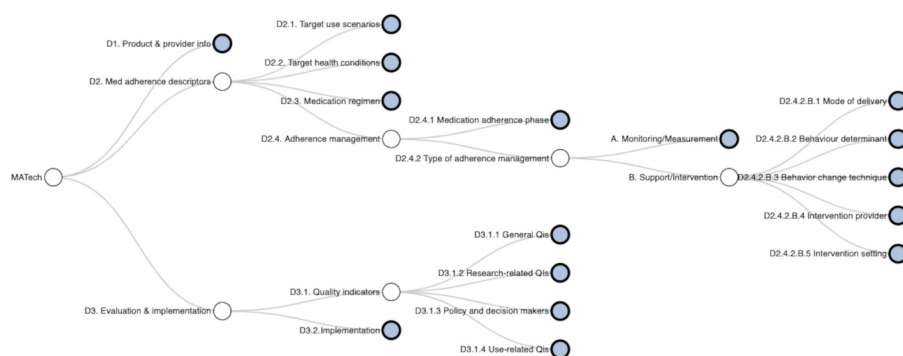 D2.1. Target use scenarios
D1. Product & provider info
D2.2. Target health conditions
D2. Med adherence descriptors
D2.3. Medication regimen
D2.4.2.B.1 Mode of delivery
D2.4.1 Medication adherence phase
D2.4. Adherence management
A. Monitoring/Measurement
D2.4.2.B.2 Behaviour determinant
D2.4.2 Type of adherence management
MATech
B. Support/Intervention
D2.4.2.B.3 Behavior change technique
D2.4.2.B.4 Intervention provider
D3.1.1 General QIs
D2.4.2.B.5 Intervention setting
D3.1.2 Research-related QIs
D3.1. Quality indicators
D3. Evaluation & implementation
D3.1.3 Policy and decision makers
D3.2.Implementation
D3.1.4 Use-related QIs